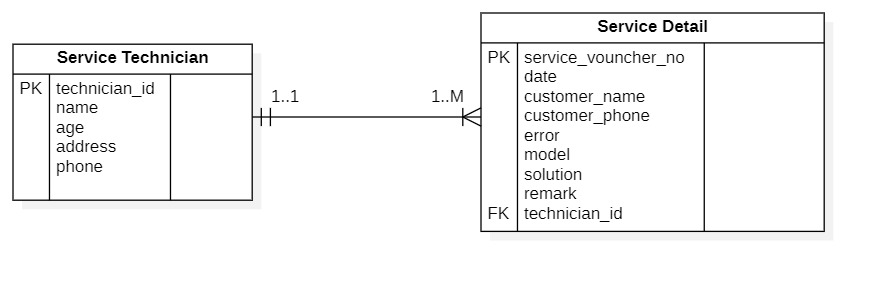 Service Technician
PK technician_id
name
age
address
phone
1..1
1..M
Service Detail
PK service_vouncher_no
date
customer_name
customer_phone
error
model
solution
remark
FK technician_id